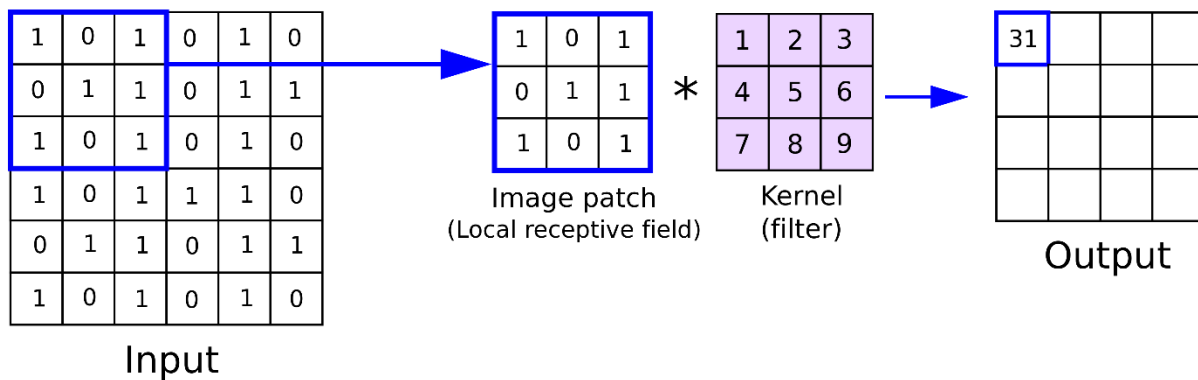 1 0 1 0 1 0
0 1 1 0 1 1
1 0 1 0 1 0
1 0 1 1 1 0
0 1 1 0 1 1
1 0 1 0 1 0
Input
1 0 1
0 1 1
1 0 1
Image patch
(Local receptive field)
*
1 2 3
4 5 6
7 8 9
Kernel
(filter)
31
Output